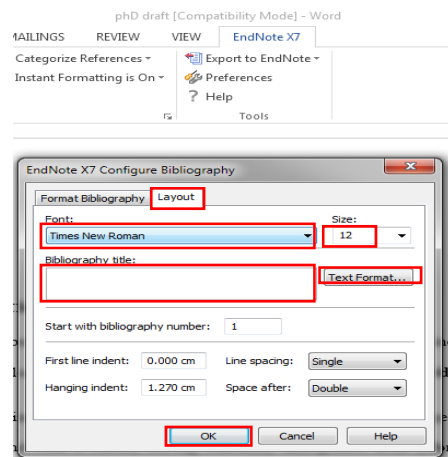 phD draft [Compatibility Mode] - Word
MAILINGS REVIEW VIEW EndNote X7
Categorize References Export to EndNote
Instant Formatting is On Preferences
? Help
Tools
EndNote X7 Configure Bibliography
Format Bibliography Layout
Font: Size:
Times New Roman 12
Bibliography title:
Text Format...
Start with bibliography number: 1
First line indent: 0.000 cm Line spacing: Single
Hanging indent: 1.270 cm Space after: Double
OK Cancel Help